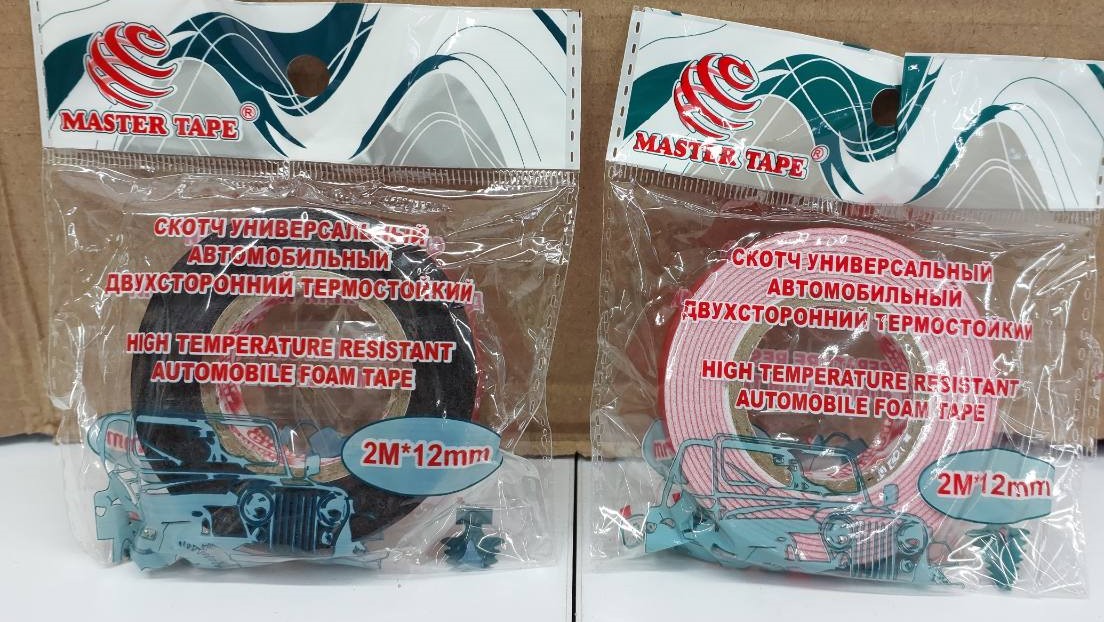 MASTER TAPE ®
СКОТЧ УНИВЕРСАЛЬНЫЙ
АВТОМОБИЛЬНЫЙ
ДВУХСТОРОННИЙ ТЕРМОСТОЙКИЙ
HIGH TEMPERATURE RESISTANT
AUTOMOBILE FOAM TAPE
2M*12mm
MASTER TAPE ®
СКОТЧ УНИВЕРСАЛЬНЫЙ
АВТОМОБИЛЬНЫЙ
ДВУХСТОРОННИЙ ТЕРМОСТОЙКИЙ
HIGH TEMPERATURE RESISTANT
AUTOMOBILE FOAM TAPE
2M*12mm